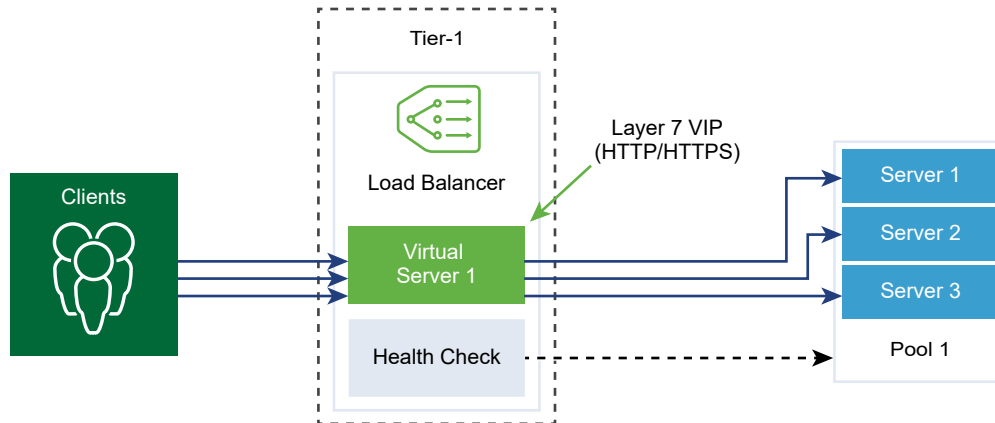 Tier-1
Load Balancer
Layer 7 VIP
(HTTP/HTTPS)
Clients
Virtual
Server 1
Health Check
Server 1
Server 2
Server 3
Pool 1